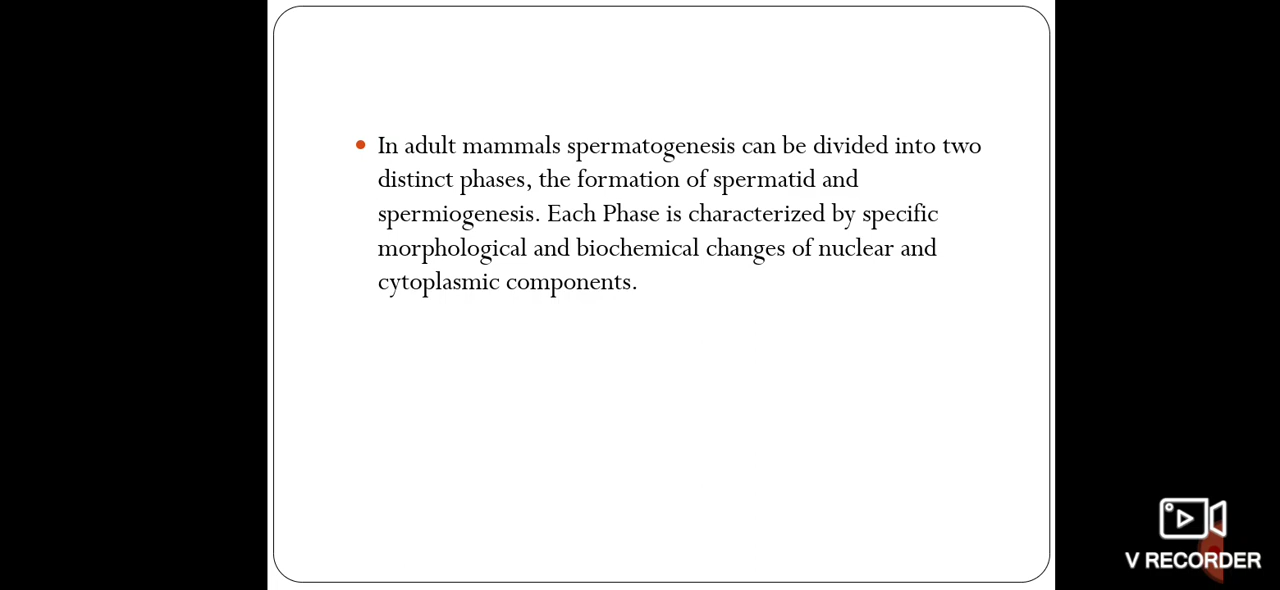 In adult mammals spermatogenesis can be divided into two
distinct phases, the formation of spermatid and
spermiogenesis. Each Phase is characterized by specific
morphological and biochemical changes of nuclear and
cytoplasmic components.
V RECORDER